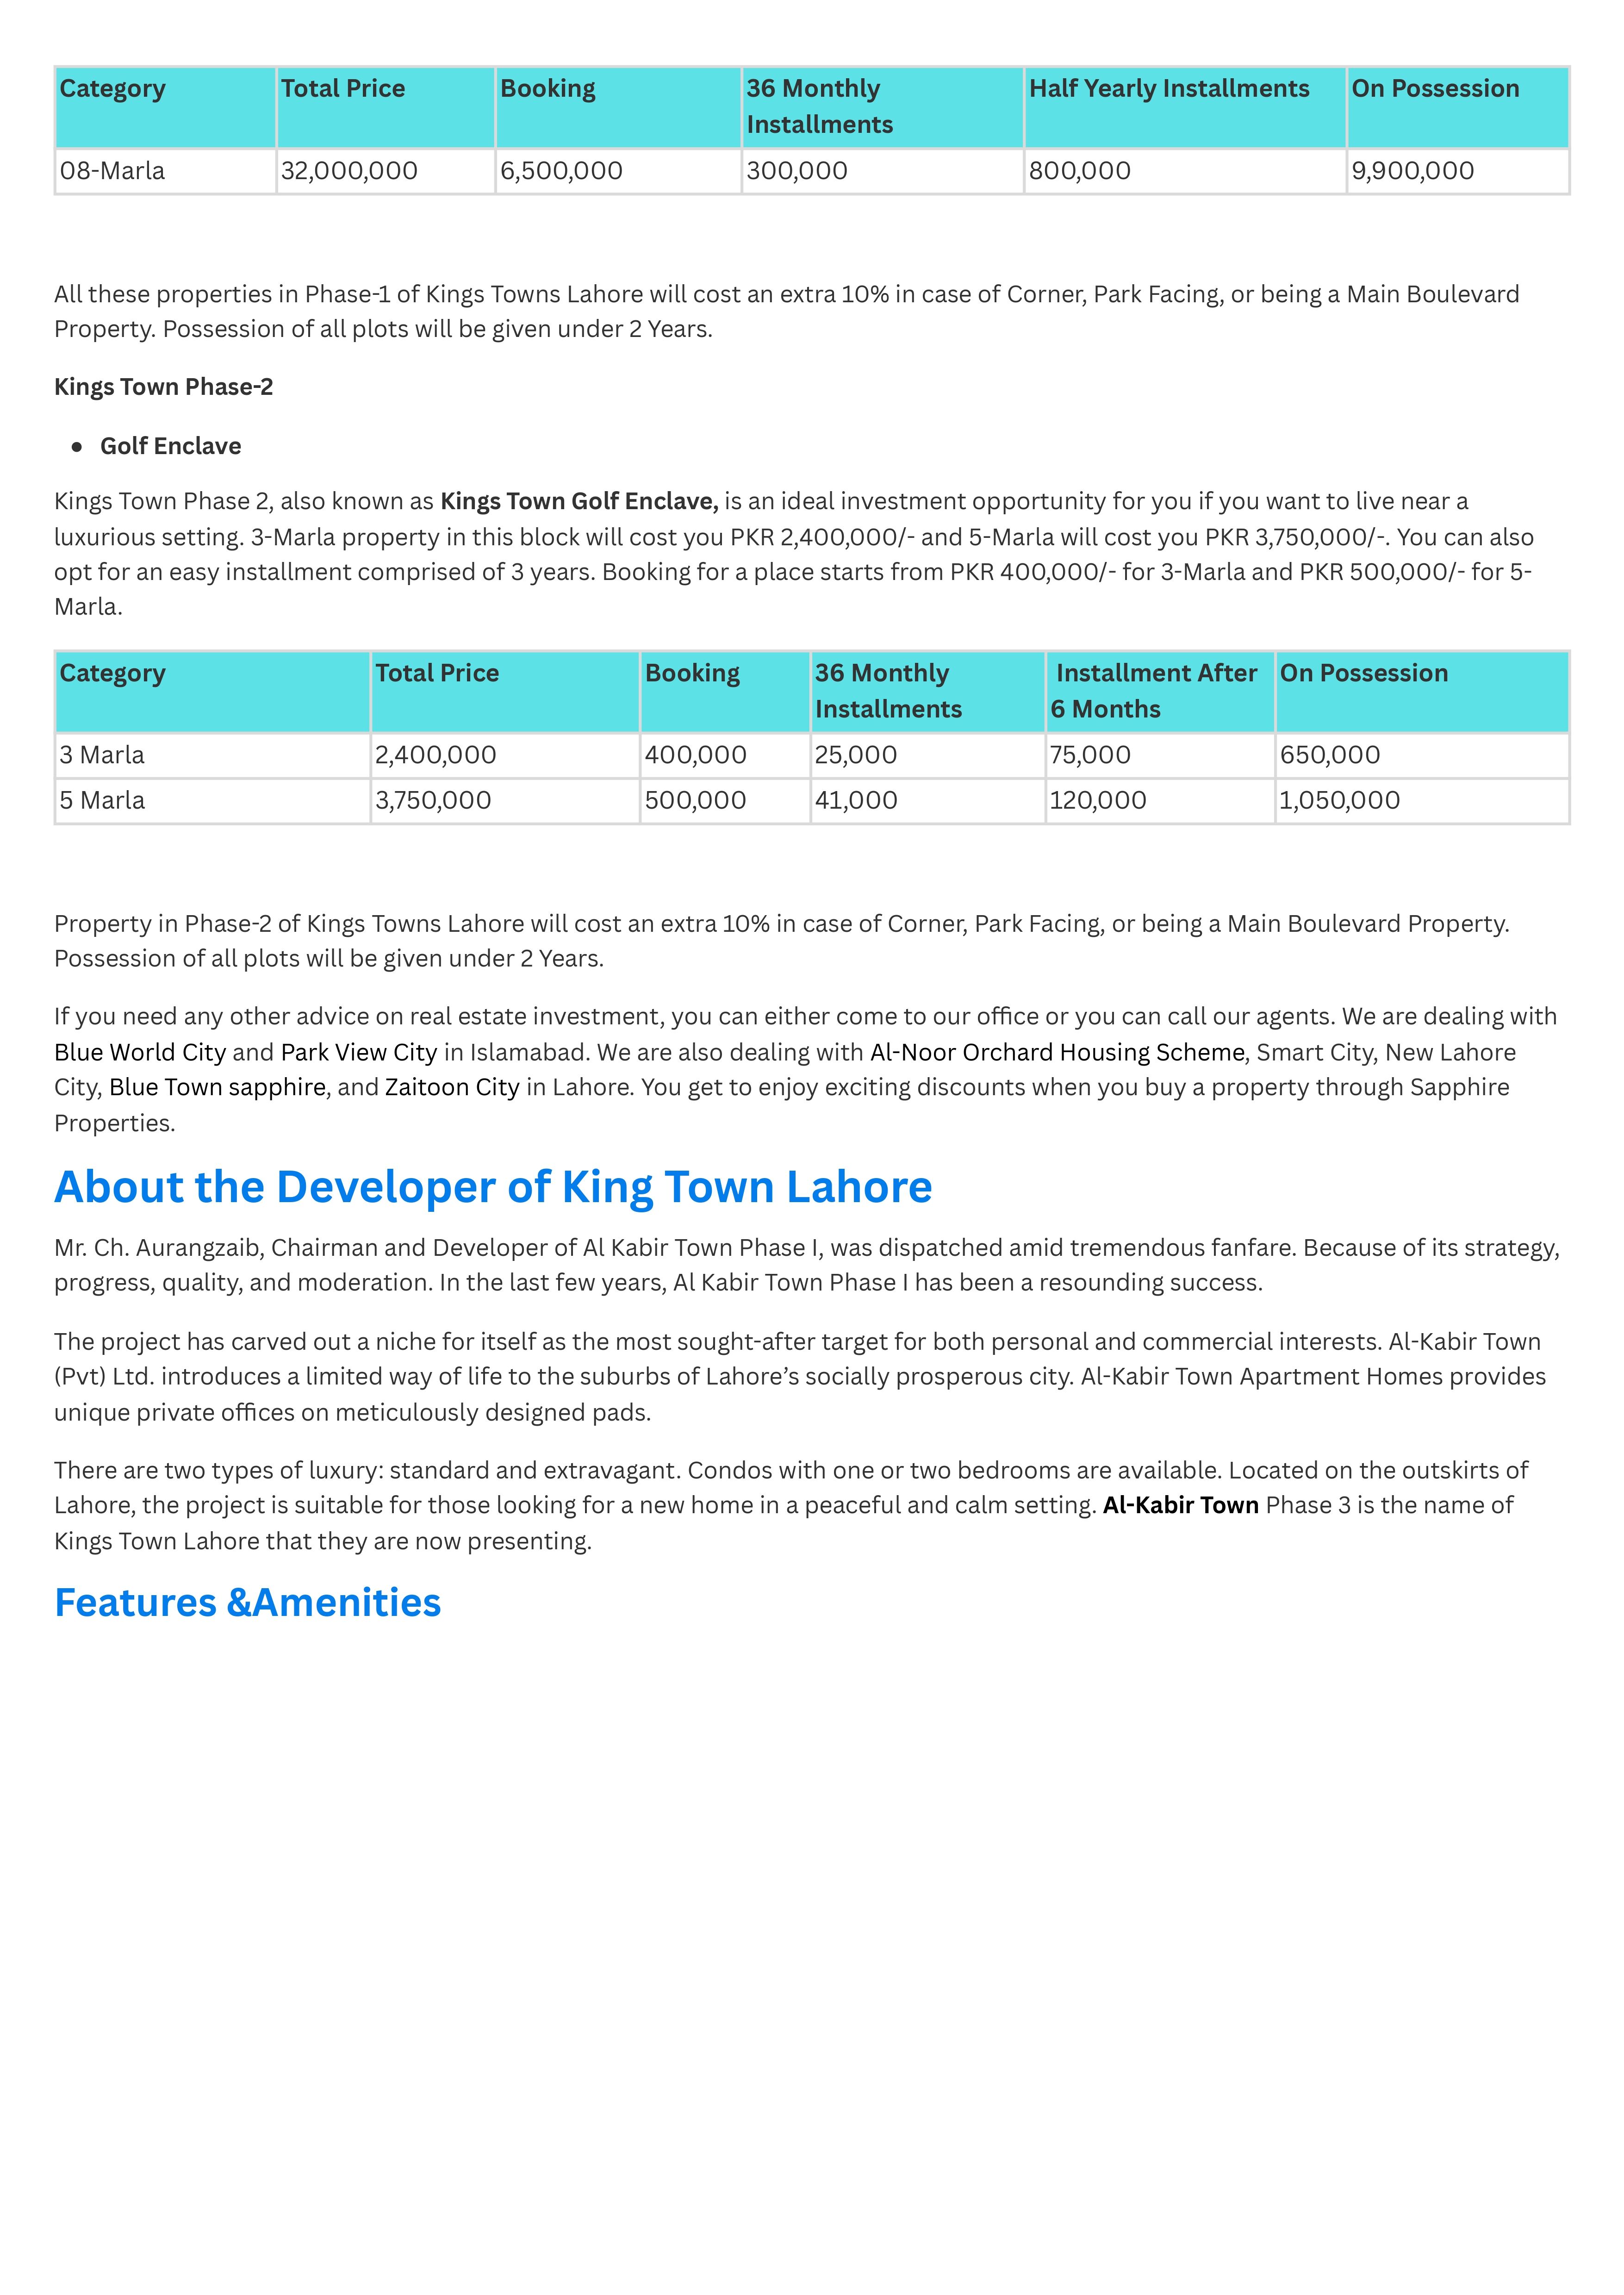 Category Total Price Booking 36 Monthly Installments Half Yearly Installments On Possession
08-Marla 32,000,000 6,500,000 300,000 800,000 9,900,000
All these properties in Phase-1 of Kings Towns Lahore will cost an extra 10% in case of Corner, Park Facing, or being a Main Boulevard
Property. Possession of all plots will be given under 2 Years.
Kings Town Phase-2
● Golf Enclave
Kings Town Phase 2, also known as Kings Town Golf Enclave, is an ideal investment opportunity for you if you want to live near a
luxurious setting. 3-Marla property in this block will cost you PKR 2,400,000/- and 5-Marla will cost you PKR 3,750,000/-. You can also
opt for an easy installment comprised of 3 years. Booking for a place starts from PKR 400,000/- for 3-Marla and PKR 500,000/- for 5-
Marla.
Category Total Price Booking 36 Monthly Installments Installment After 6 Months On Possession
3 Marla 2,400,000 400,000 25,000 75,000 650,000
5 Marla 3,750,000 500,000 41,000 120,000 1,050,000
Property in Phase-2 of Kings Towns Lahore will cost an extra 10% in case of Corner, Park Facing, or being a Main Boulevard Property.
Possession of all plots will be given under 2 Years.
If you need any other advice on real estate investment, you can either come to our office or you can call our agents. We are dealing with
Blue World City and Park View City in Islamabad. We are also dealing with Al-Noor Orchard Housing Scheme, Smart City, New Lahore
City, Blue Town sapphire, and Zaitoon City in Lahore. You get to enjoy exciting discounts when you buy a property through Sapphire
Properties.
About the Developer of King Town Lahore
Mr. Ch. Aurangzaib, Chairman and Developer of Al Kabir Town Phase I, was dispatched amid tremendous fanfare. Because of its strategy,
progress, quality, and moderation. In the last few years, Al Kabir Town Phase I has been a resounding success.
The project has carved out a niche for itself as the most sought-after target for both personal and commercial interests. Al-Kabir Town
(Pvt) Ltd. introduces a limited way of life to the suburbs of Lahore’s socially prosperous city. Al-Kabir Town Apartment Homes provides
unique private offices on meticulously designed pads.
There are two types of luxury: standard and extravagant. Condos with one or two bedrooms are available. Located on the outskirts of
Lahore, the project is suitable for those looking for a new home in a peaceful and calm setting. Al-Kabir Town Phase 3 is the name of
Kings Town Lahore that they are now presenting.
Features &Amenities